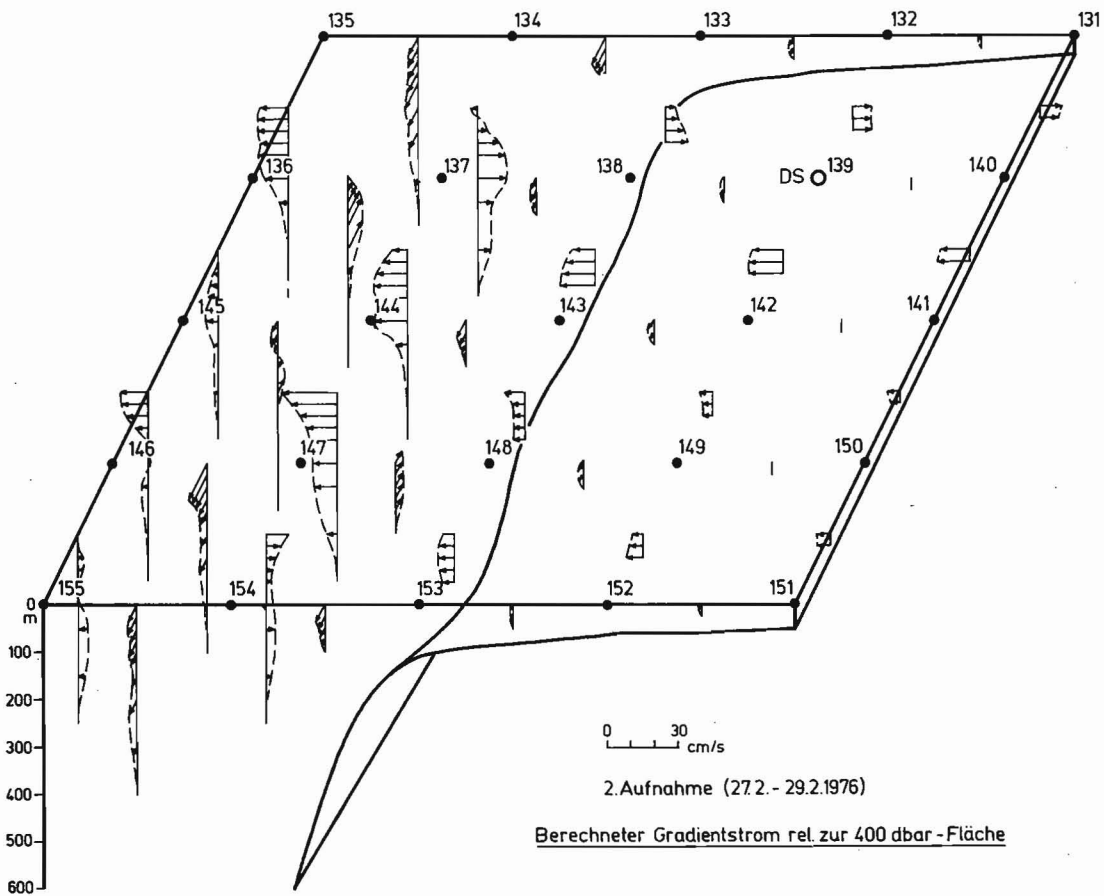 135 134 133 132 131
136 137 138 DS 139 140
145 144 143 142 141
146 147 148 149 150
155 154 153 152 151
0
m
100
200
300
400
500
600
0 30
cm/s
2. Aufnahme (27.2. - 29.2.1976)
Berechneter Gradientstrom rel. zur 400 dbar - Fläche